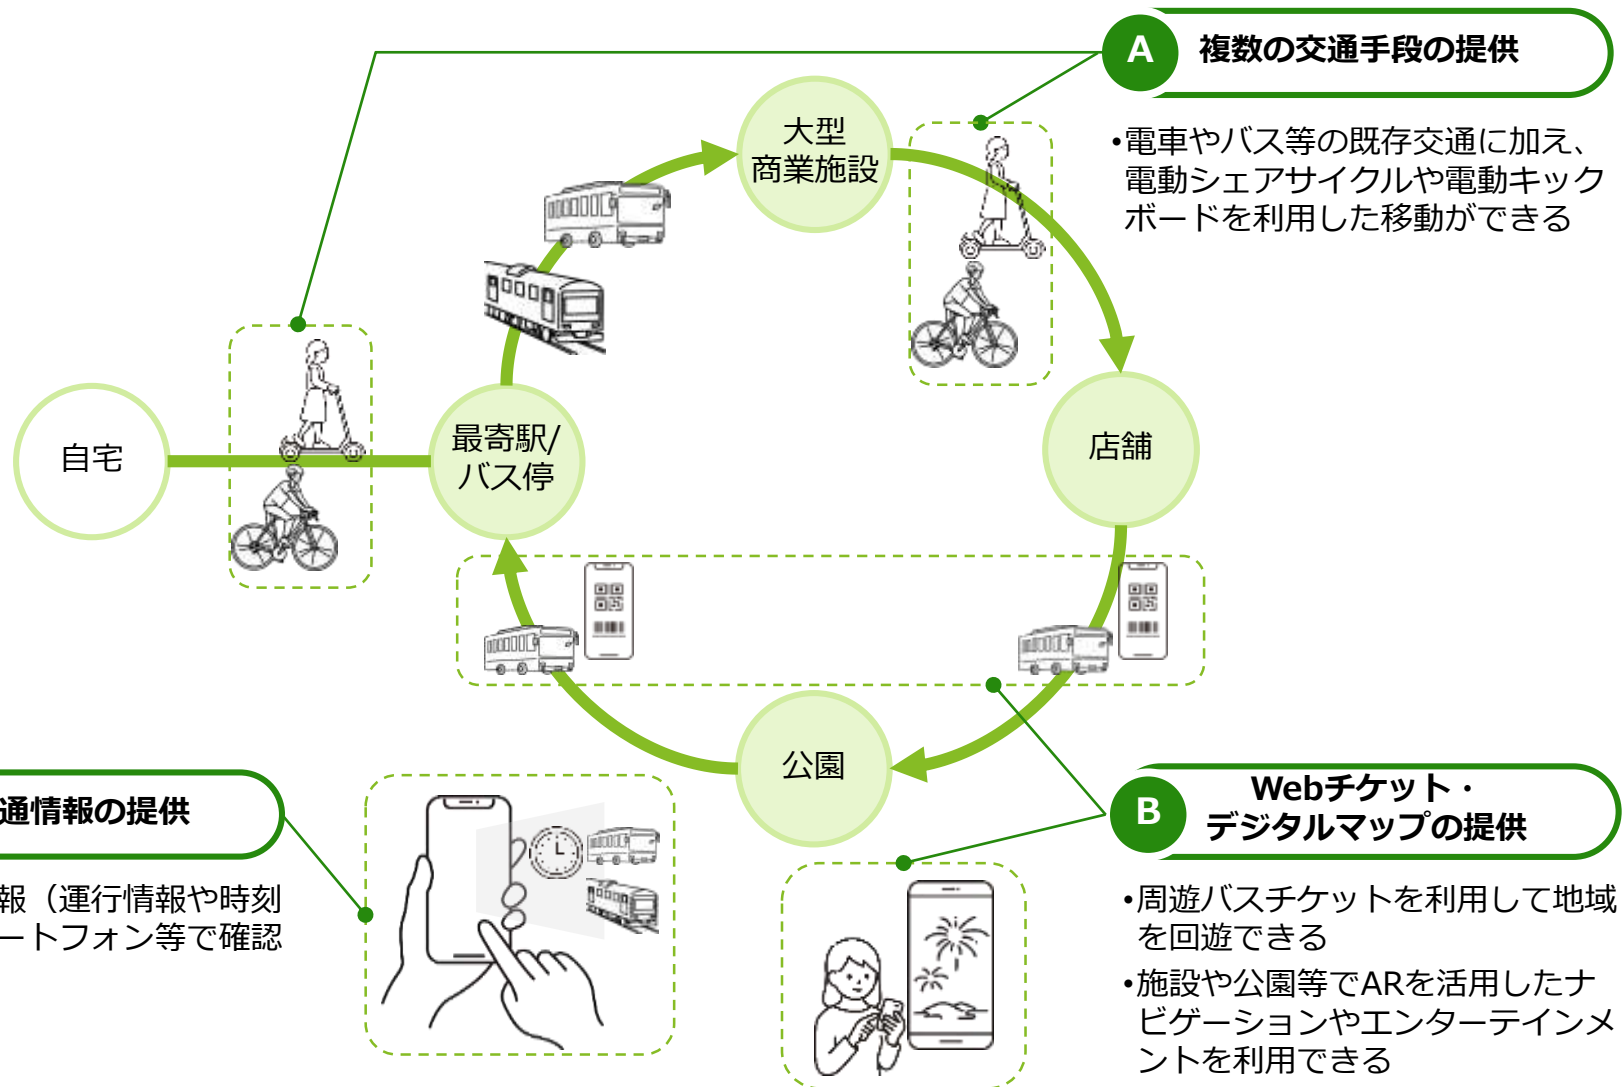 A
複数の交通手段の提供
•電車やバス等の既存交通に加え、
電動シェアサイクルや電動キック
ボードを利用した移動ができる
大型
商業施設
自宅
最寄駅/
バス停
店舗
公園
通情報の提供
報（運行情報や時刻
ートフォン等で確認
B
Webチケット・
デジタルマップの提供
•周遊バスチケットを利用して地域
を回遊できる
•施設や公園等でARを活用したナ
ビゲーションやエンターテインメ
ントを利用できる